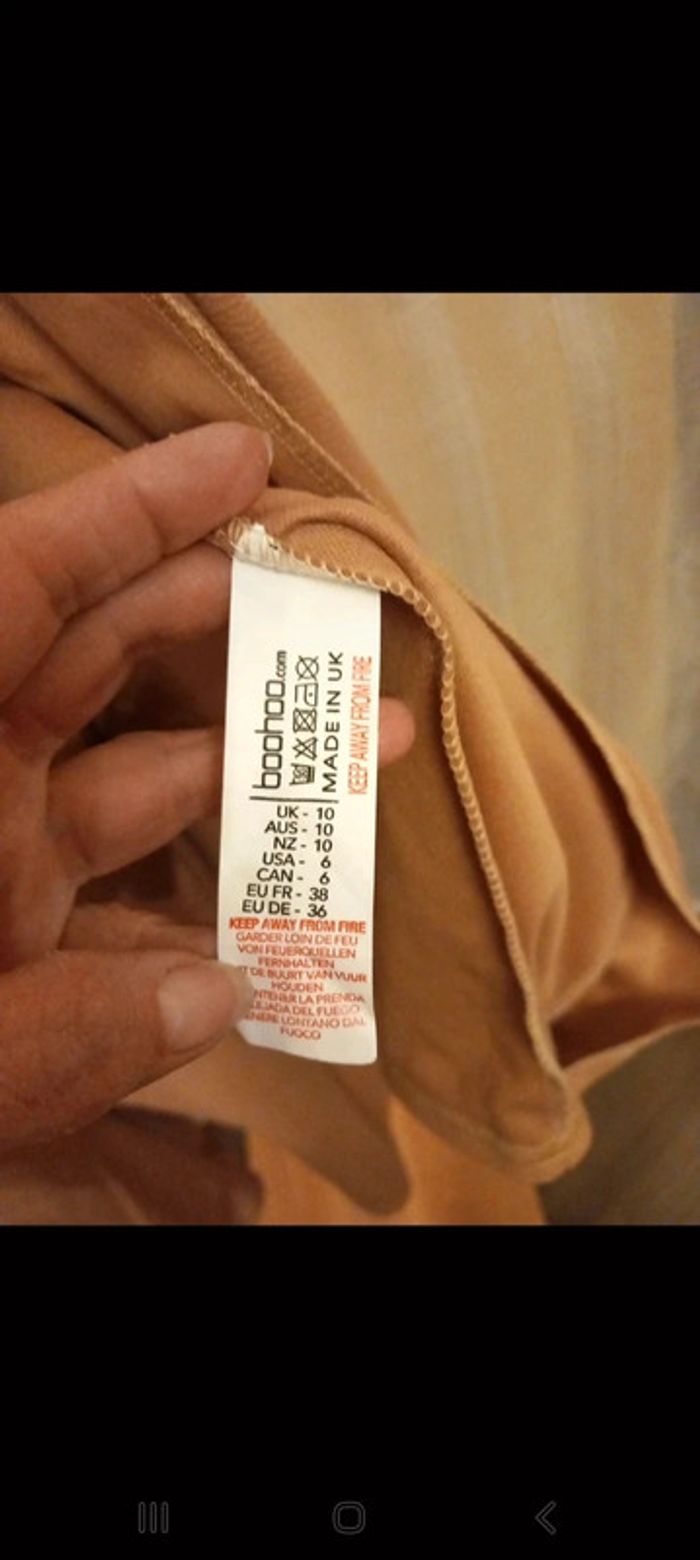 boohoo.com
MADE IN UK
KEEP AWAY FROM FIRE
UK - 10
AUS - 10
NZ - 10
USA - 6
CAN - 6
EU FR - 38
EU DE - 36
KEEP AWAY FROM FIRE
GARDER LOIN DE FEU
VON FEUERQUELLEN
FERNHALTEN
DE BUURT VAN VUUR
HOUDEN
LA PRENDA
DEL FUEGO
LONTANO DAL
FUOCO